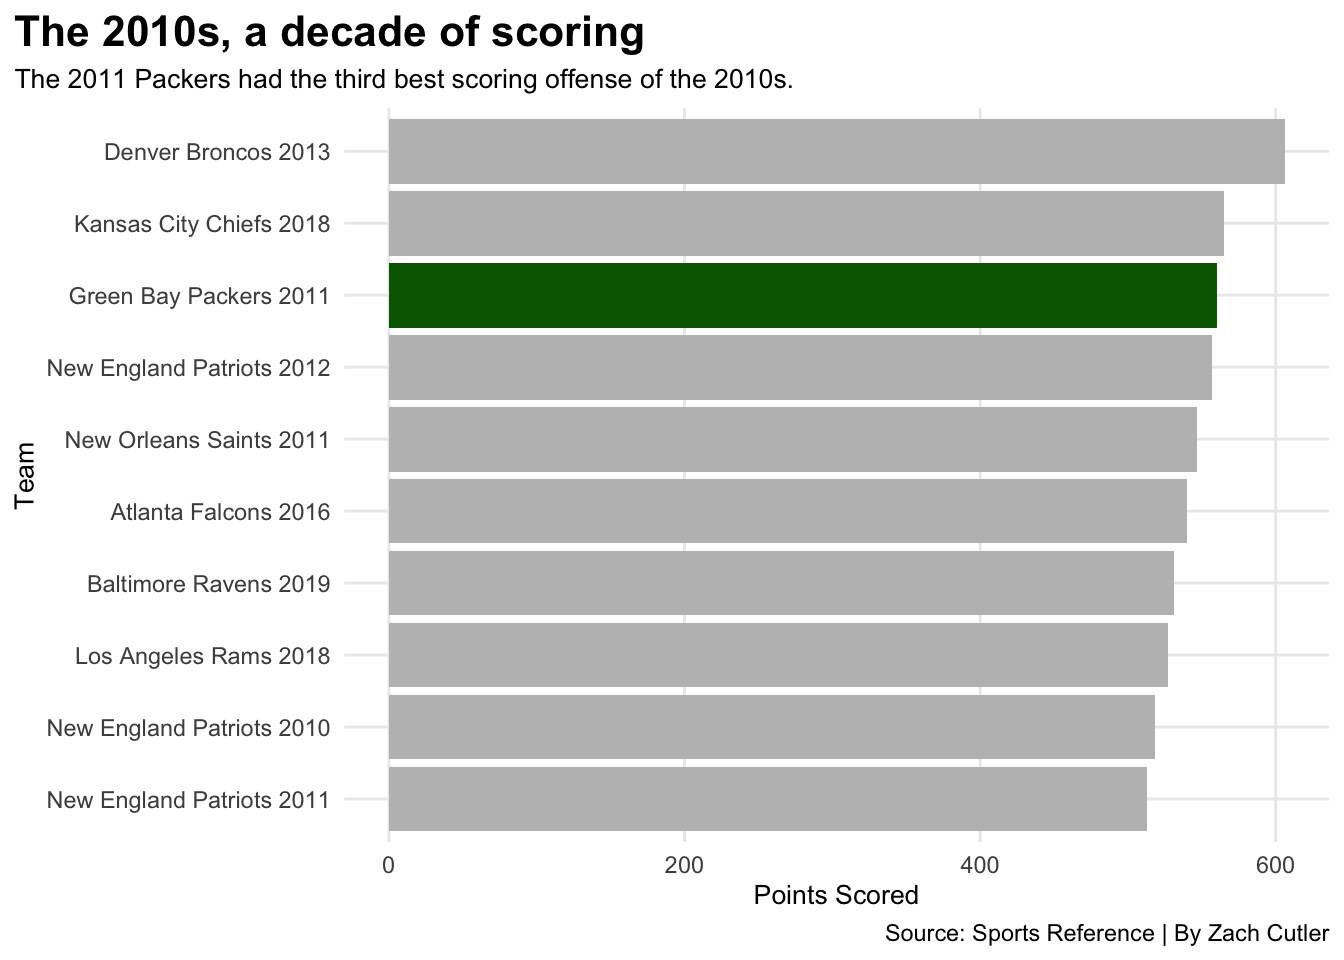 The 2010s, a decade of scoring
The 2011 Packers had the third best scoring offense of the 2010s.
Denver Broncos 2013
Kansas City Chiefs 2018
Green Bay Packers 2011
New England Patriots 2012
New Orleans Saints 2011
Atlanta Falcons 2016
Baltimore Ravens 2019
Los Angeles Rams 2018
New England Patriots 2010
New England Patriots 2011
Team
0 200 400 600
Points Scored
Source: Sports Reference | By Zach Cutler